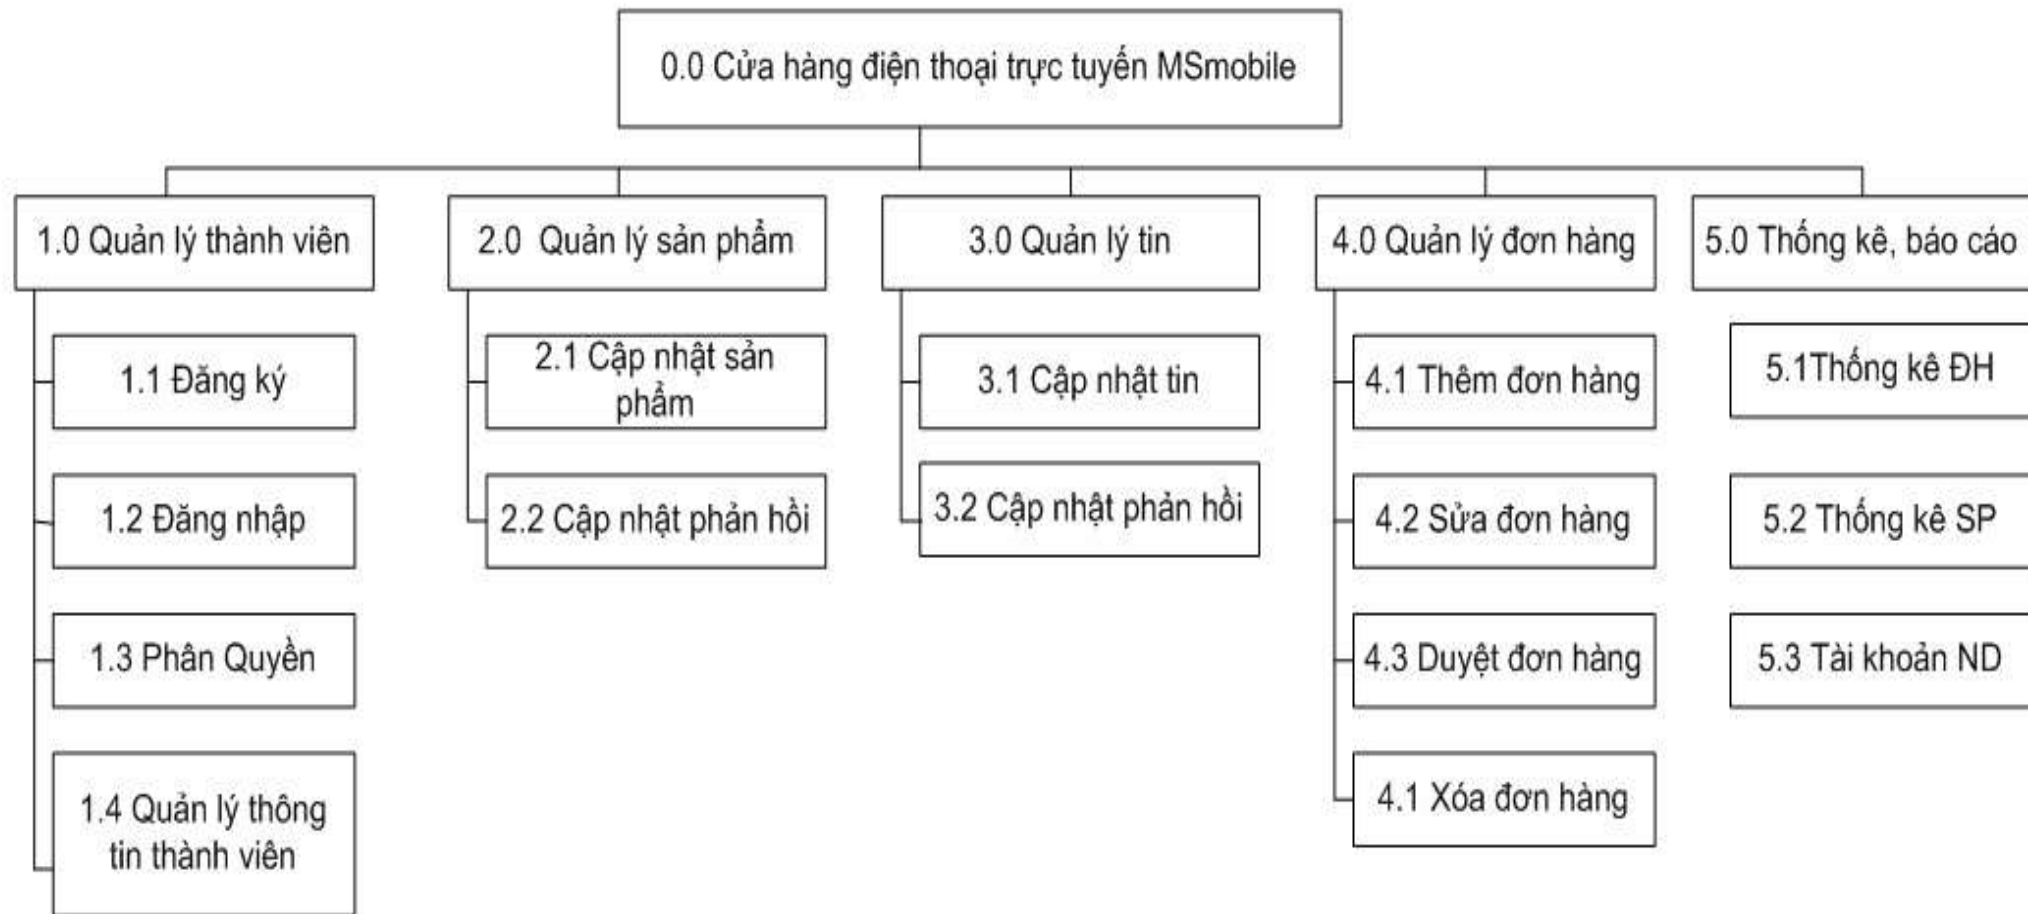 0.0 Cửa hàng điện thoại trực tuyến MSmobile
1.0 Quản lý thành viên
2.0 Quản lý sản phẩm
3.0 Quản lý tin
4.0 Quản lý đơn hàng
5.0 Thống kê, báo cáo
1.1 Đăng ký
2.1 Cập nhật sản
phẩm
3.1 Cập nhật tin
4.1 Thêm đơn hàng
5.1Thống kê ĐH
1.2 Đăng nhập
2.2 Cập nhật phản hồi
3.2 Cập nhật phản hồi
4.2 Sửa đơn hàng
5.2 Thống kê SP
1.3 Phân Quyền
4.3 Duyệt đơn hàng
5.3 Tài khoản ND
1.4 Quản lý thông
tin thành viên
4.1 Xóa đơn hàng